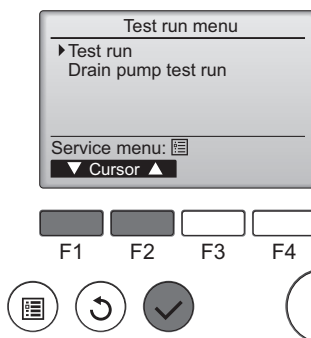 Test run menu
Test run
Drain pump test run
Service menu:
Cursor
F1 F2 F3 F4